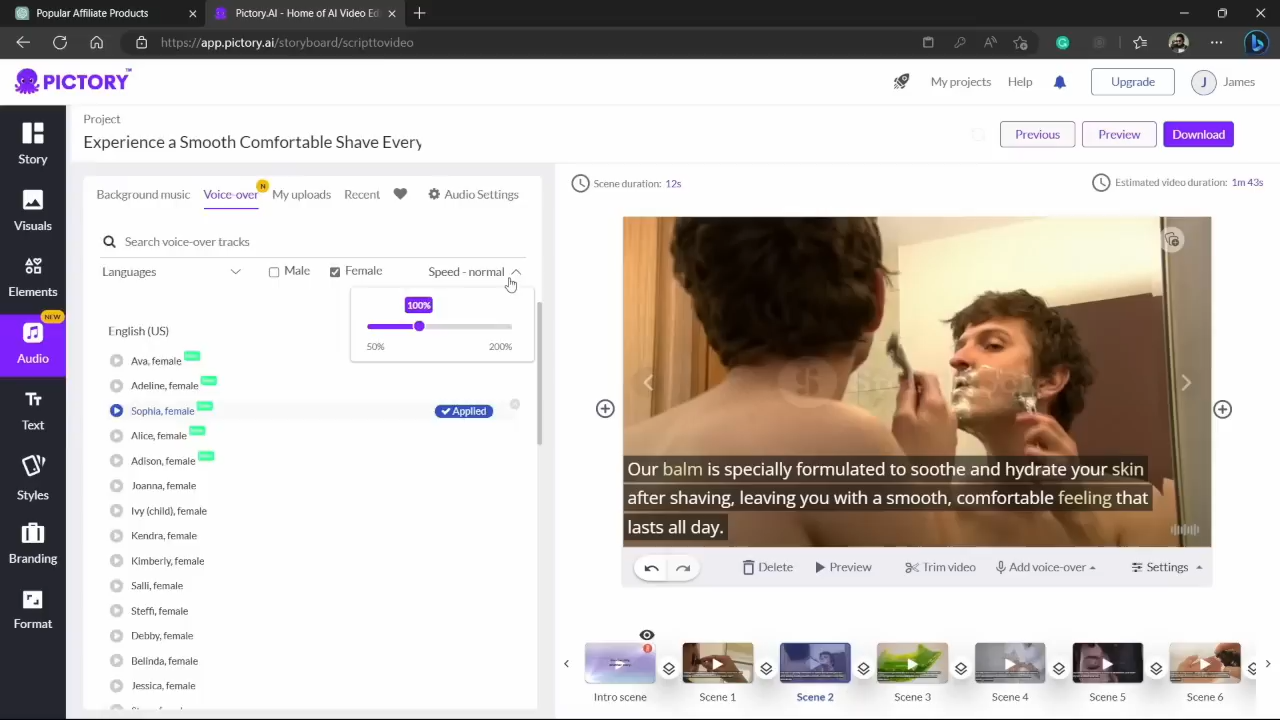 Popular Affiliate Products
Pictory.AI - Home of AI Video Edi
https://app.pictory.ai/storyboard/scripttovideo
PICTORY
My projects
Help
Upgrade
J
James
Project
Experience a Smooth Comfortable Shave Every
Previous
Preview
Download
Story
Visuals
Elements
NEW
Audio
Text
Styles
Branding
Format
Background music
Voice-over
N
My uploads
Recent
Audio Settings
Search voice-over tracks
Languages
Male
Female
Speed - normal
100%
50%
200%
English (US)
Ava, female
Adeline, female
Sophia, female
Applied
Alice, female
Adison, female
Joanna, female
Ivy (child), female
Kendra, female
Kimberly, female
Salli, female
Steffi, female
Debby, female
Belinda, female
Jessica, female
Scene duration: 12s
Estimated video duration: 1m 43s
Our balm is specially formulated to soothe and hydrate your skin
after shaving, leaving you with a smooth, comfortable feeling that
lasts all day.
Delete
Preview
Trim video
Add voice-over
Settings
Intro scene
Scene 1
Scene 2
Scene 3
Scene 4
Scene 5
Scene 6